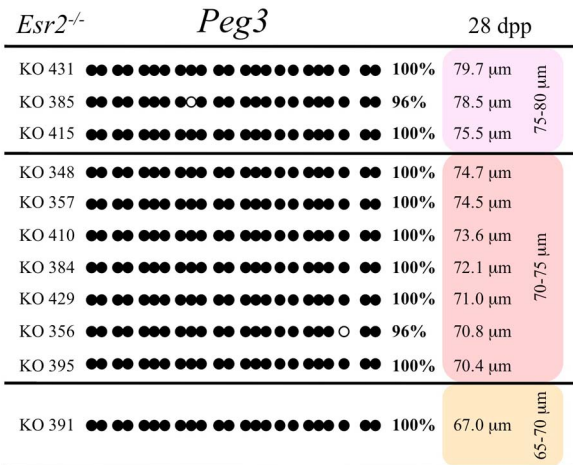 Esr2-/- Peg3 28 dpp
KO 431 100% 79.7 μm
KO 385 96% 78.5 μm
KO 415 100% 75.5 μm
75-80 μm
KO 348 100% 74.7 μm
KO 357 100% 74.5 μm
KO 410 100% 73.6 μm
KO 384 100% 72.1 μm
KO 429 100% 71.0 μm
KO 356 96% 70.8 μm
KO 395 100% 70.4 μm
70-75 μm
KO 391 100% 67.0 μm
65-70 μm